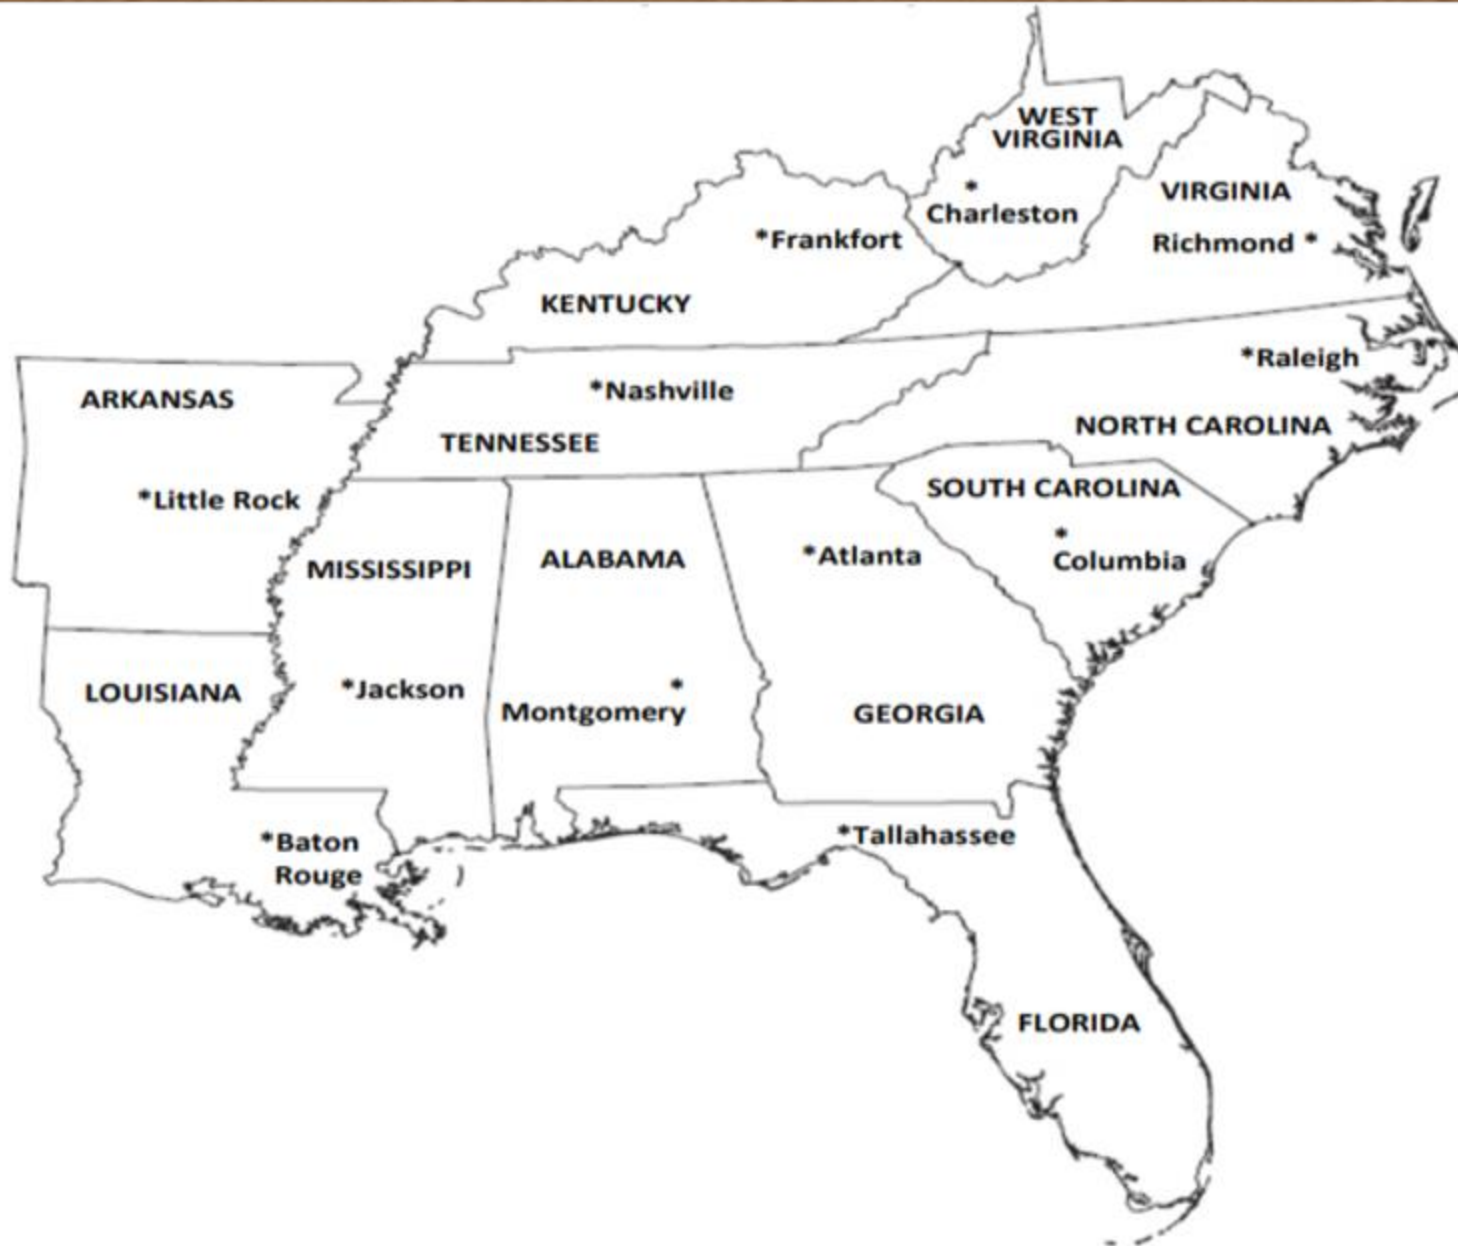 WEST
VIRGINIA
*
Charleston
VIRGINIA
Richmond *
*Frankfort
KENTUCKY
*Raleigh
*Nashville
ARKANSAS
NORTH CAROLINA
TENNESSEE
SOUTH CAROLINA
*Little Rock
*
Columbia
*Atlanta
ALABAMA
MISSISSIPPI
LOUISIANA
*Jackson
*
Montgomery
GEORGIA
*Tallahassee
*Baton
Rouge
FLORIDA